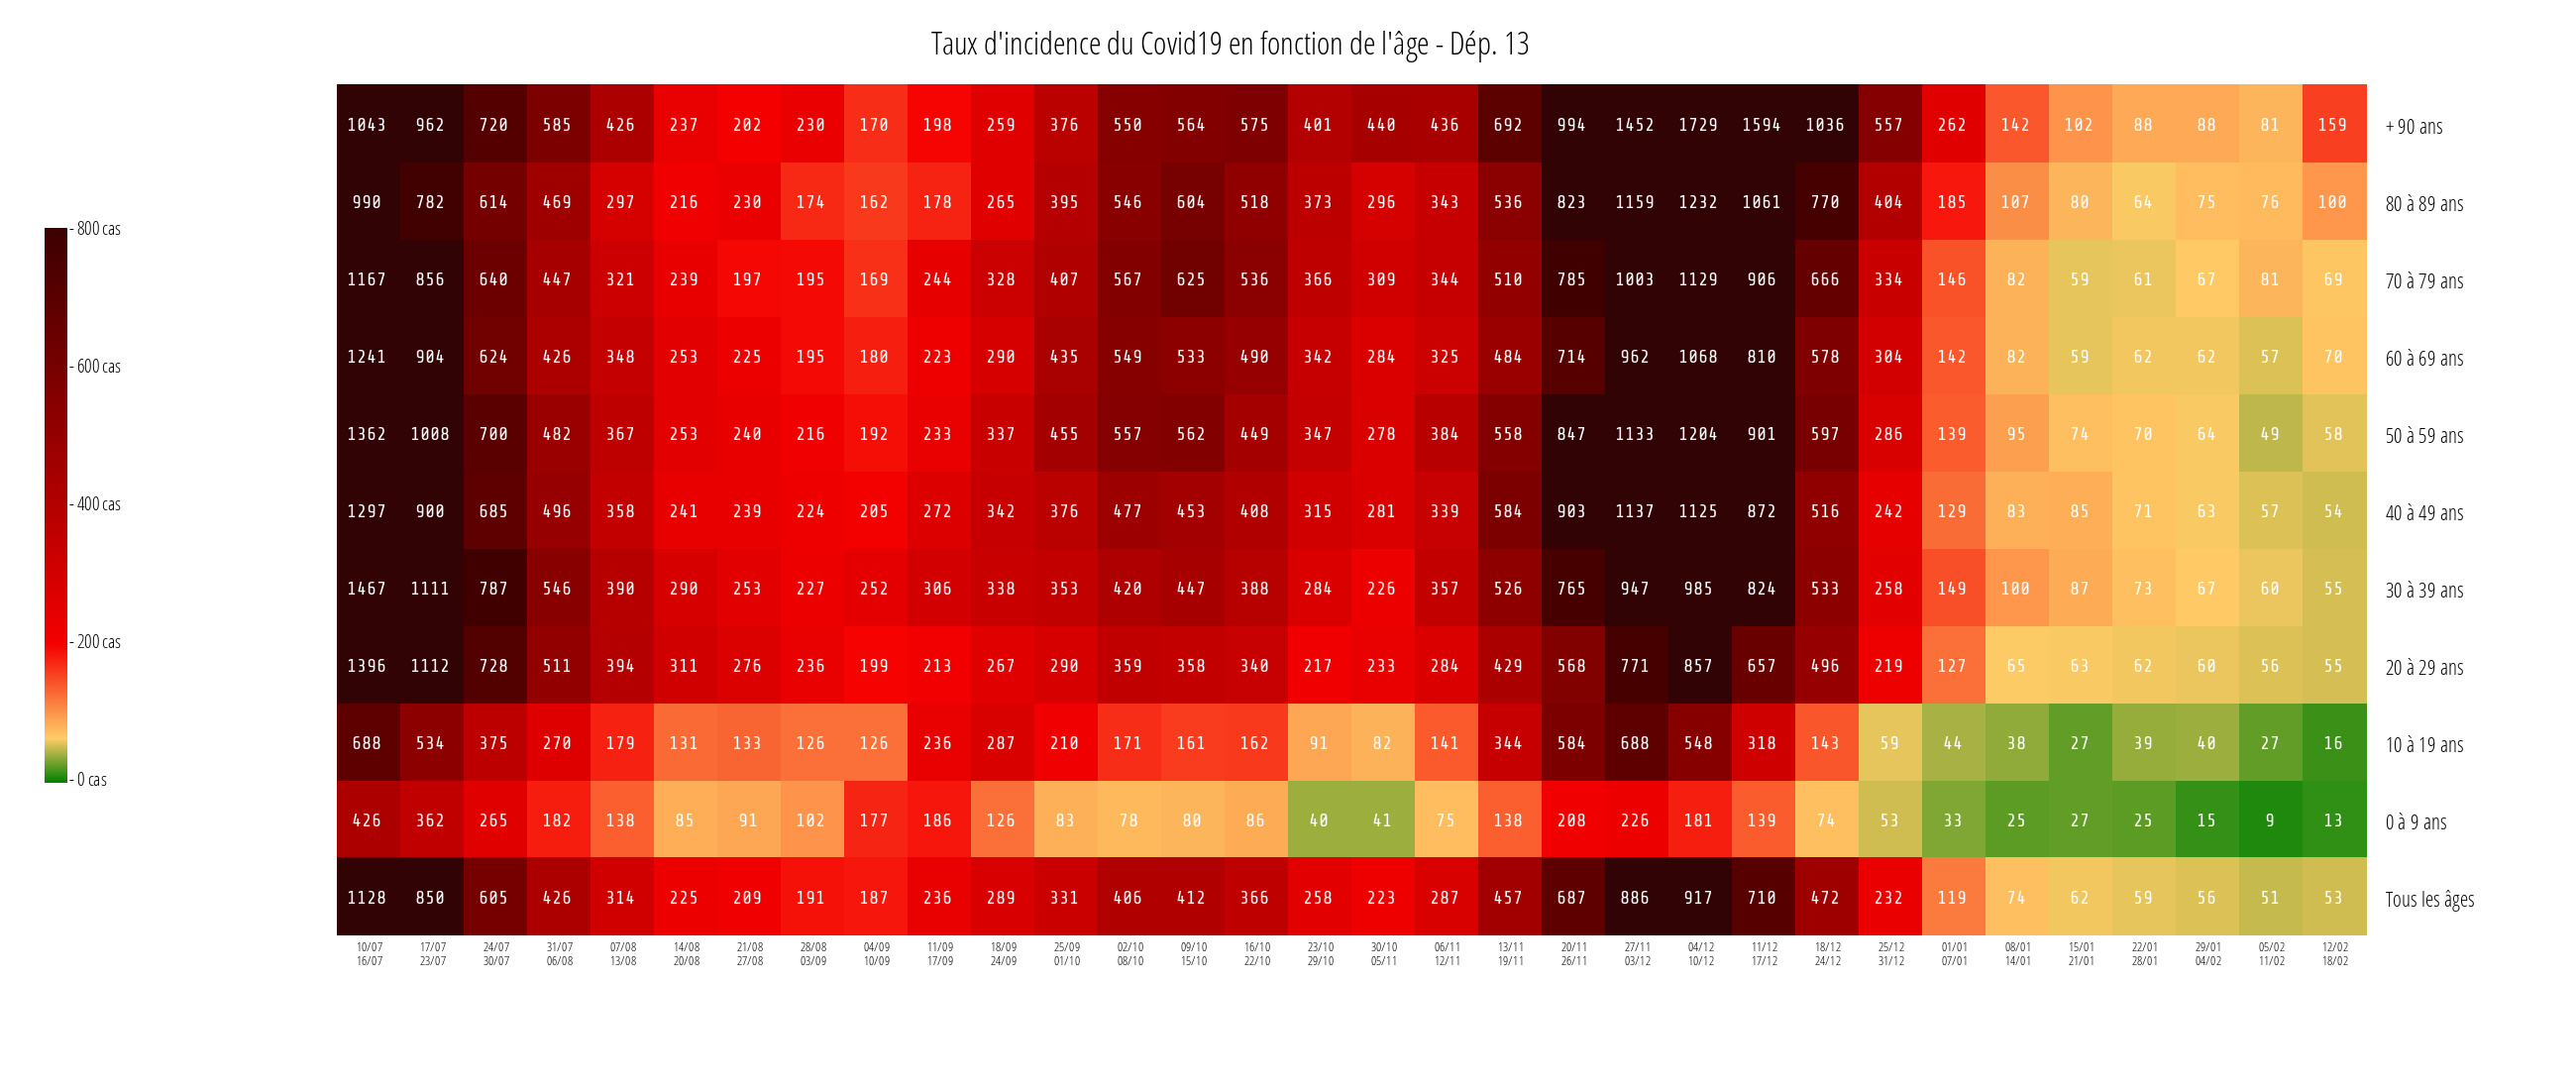 Taux d'incidence du Covid19 en fonction de l'âge - Dép. 13
- 800 cas
- 600 cas
- 400 cas
- 200 cas
- 0 cas
1043 962 720 585 426 237 202 230 170 198 259 376 550 564 575 401 440 436 692 994 1452 1729 1594 1036 557 262 142 102 88 88 81 159 + 90 ans
990 782 614 469 297 216 230 174 162 178 265 395 546 604 518 373 296 343 536 823 1159 1232 1061 770 404 185 107 80 64 75 76 100 80 à 89 ans
1167 856 640 447 321 239 197 195 169 244 328 407 567 625 536 366 309 344 510 785 1003 1129 906 666 334 146 82 59 61 67 81 69 70 à 79 ans
1241 904 624 426 348 253 225 195 180 223 290 435 549 533 490 342 284 325 484 714 962 1068 810 578 304 142 82 59 62 62 57 70 60 à 69 ans
1362 1008 700 482 367 253 240 216 192 233 337 455 557 562 449 347 278 384 558 847 1133 1204 901 597 286 139 95 74 70 64 49 58 50 à 59 ans
1297 900 685 496 358 241 239 224 205 272 342 376 477 453 408 315 281 339 584 903 1137 1125 872 516 242 129 83 85 71 63 57 54 40 à 49 ans
1467 1111 787 546 390 290 253 227 252 306 338 353 420 447 388 284 226 357 526 765 947 985 824 533 258 149 100 87 73 67 60 55 30 à 39 ans
1396 1112 728 511 394 311 276 236 199 213 267 290 359 358 340 217 233 284 429 568 771 857 657 496 219 127 65 63 62 60 56 55 20 à 29 ans
688 534 375 270 179 131 133 126 126 236 287 210 171 161 162 91 82 141 344 584 688 548 318 143 59 44 38 27 39 40 27 16 10 à 19 ans
426 362 265 182 138 85 91 102 177 186 126 83 78 80 86 40 41 75 138 208 226 181 139 74 53 33 25 27 25 15 9 13 0 à 9 ans
1128 850 605 426 314 225 209 191 187 236 289 331 406 412 366 258 223 287 457 687 886 917 710 472 232 119 74 62 59 56 51 53 Tous les âges
10/07 17/07 24/07 31/07 07/08 14/08 21/08 28/08 04/09 11/09 18/09 25/09 02/10 09/10 16/10 23/10 30/10 06/11 13/11 20/11 27/11 04/12 11/12 18/12 25/12 01/01 08/01 15/01 22/01 29/01 05/02 12/02
16/07 23/07 30/07 06/08 13/08 20/08 27/08 03/09 10/09 17/09 24/09 01/10 08/10 15/10 22/10 29/10 05/11 12/11 19/11 26/11 03/12 10/12 17/12 24/12 31/12 07/01 14/01 21/01 28/01 04/02 11/02 18/02